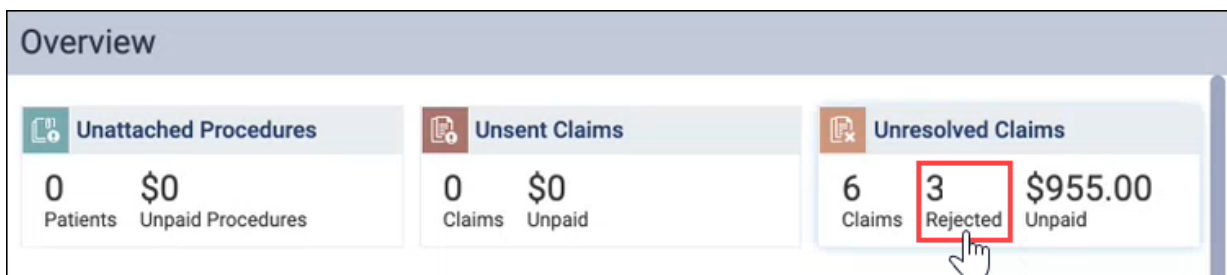 Overview
Unattached Procedures
0 $0
Patients Unpaid Procedures
Unsent Claims
0 $0
Claims Unpaid
Unresolved Claims
6 3 $955.00
Claims Rejected Unpaid